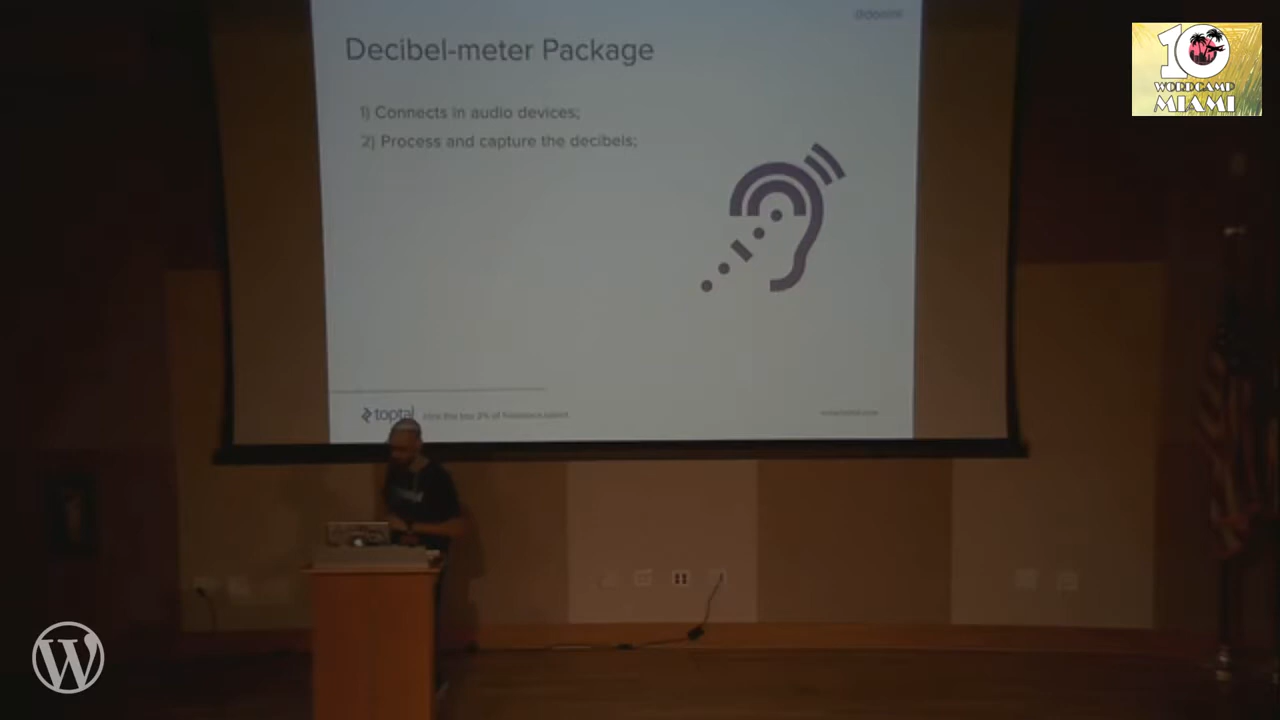 Decibel-meter Package
1) Connects in audio devices;
2) Process and capture the decibels;
toptal
10
WORDCAMP
MIAMI